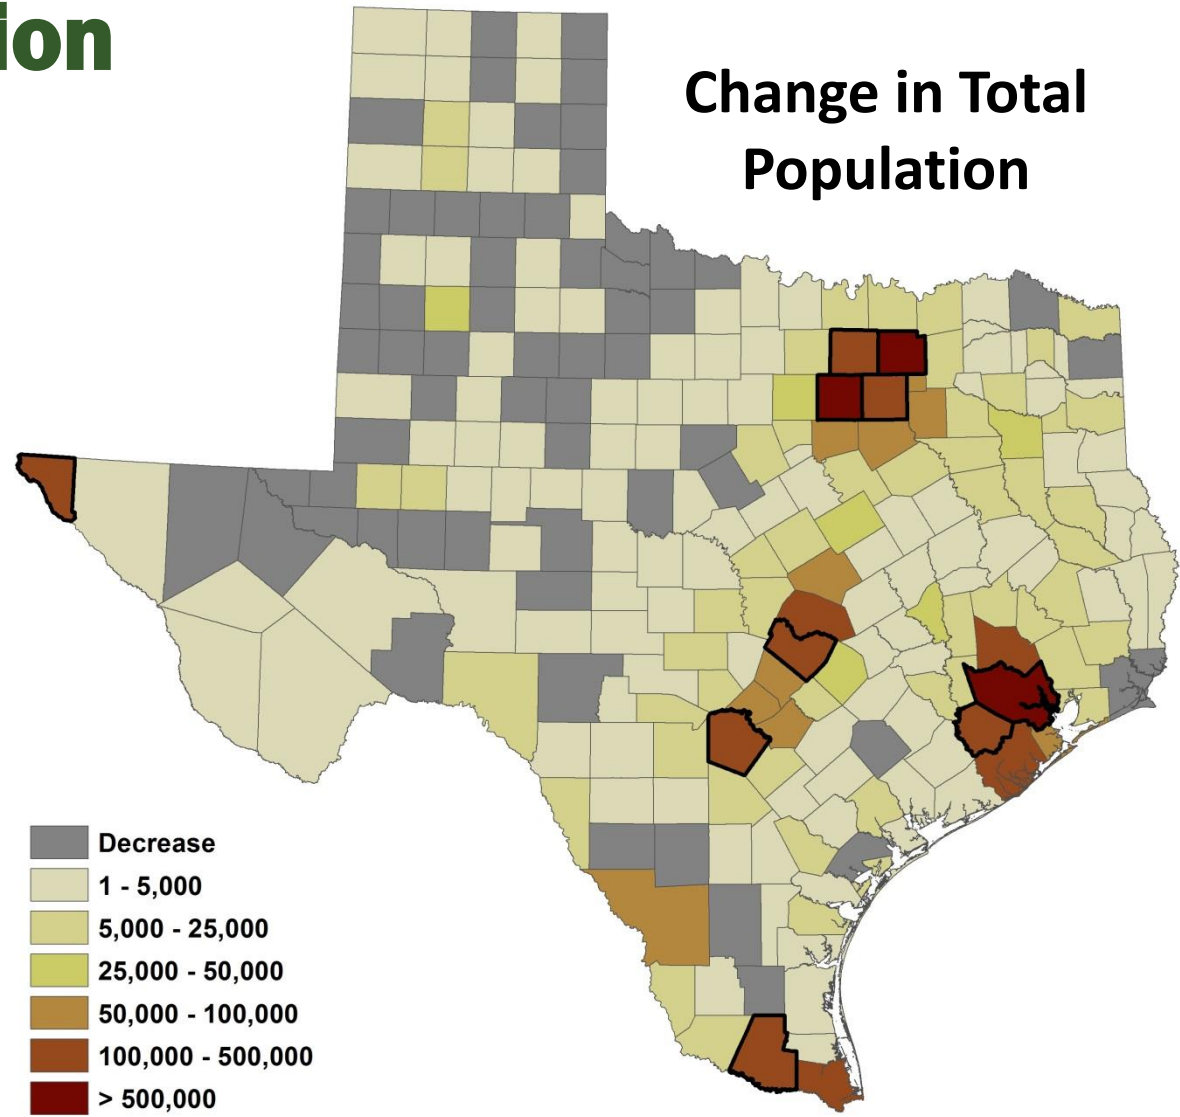 ion
Change in Total
Population
Decrease
1 - 5,000
5,000 - 25,000
25,000 - 50,000
50,000 - 100,000
100,000 - 500,000
> 500,000